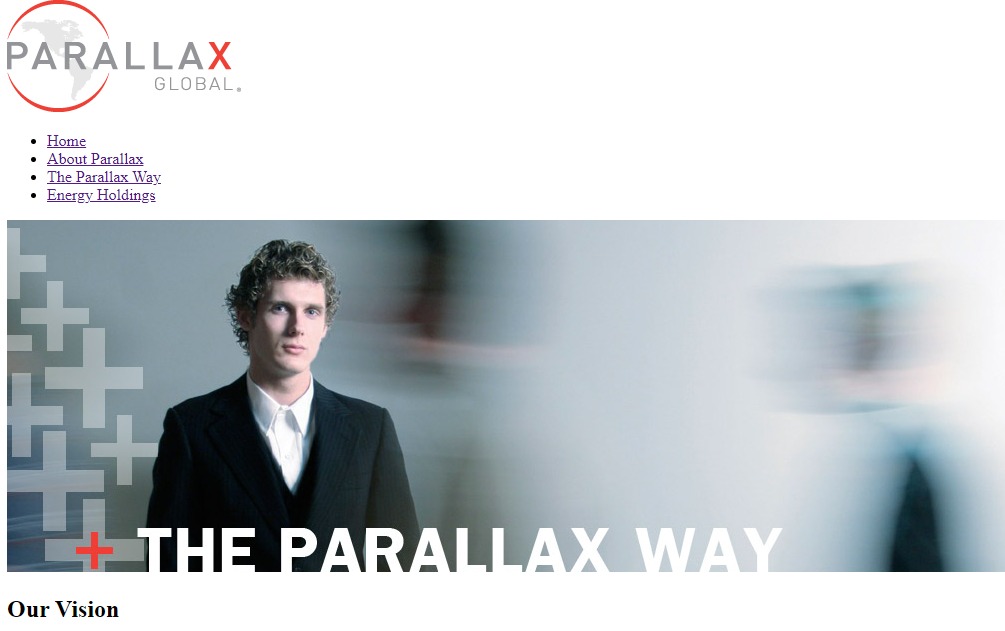 PARALLAX
GLOBAL.
Home
About Parallax
The Parallax Way
Energy Holdings
THE PARALLAX WAY
Our Vision